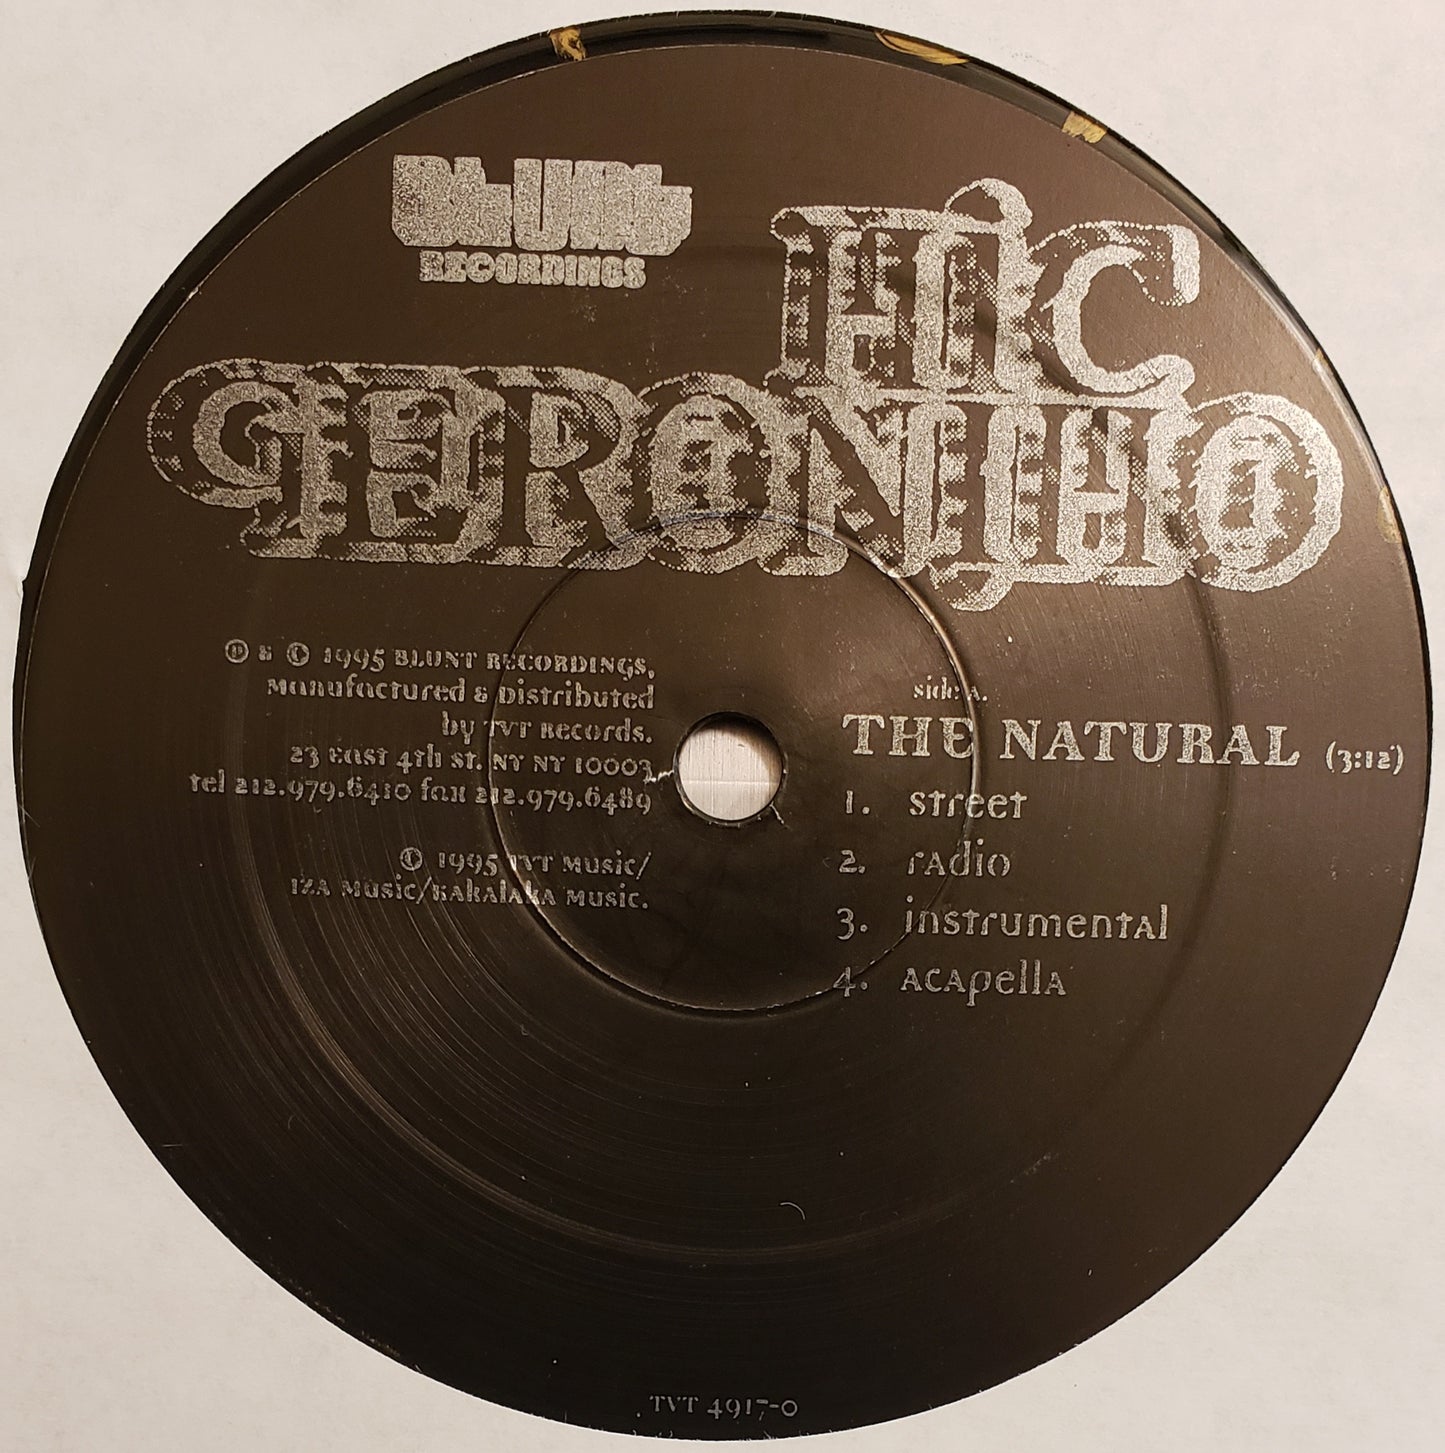 BLUNT
RECORDINGS
MIC
GERONIMO
℗ & © 1995 BLUNT RECORDINGS,
Manufactured & Distributed
by TVT Records.
23 East 4th St. NY NY 10003
tel 212.979.6410 fax 212.979.6489
© 1995 TVT Music/
IZA Music/Kakalaka Music.
side A.
THE NATURAL (3:12)
1. street
2. radio
3. instrumental
4. acapella
TVT 4917-0